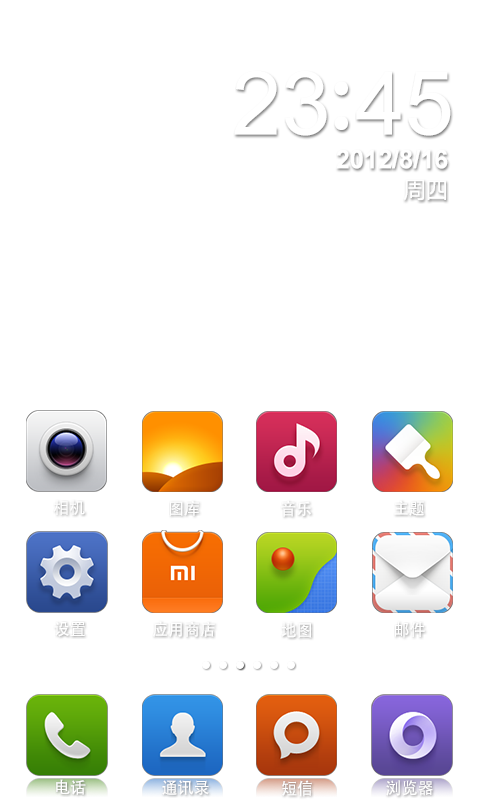 23:45
2012/8/16
周四
相机 图库 音乐 主题
mi
设置 应用商店 地图 邮件
电话 通讯录 短信 浏览器